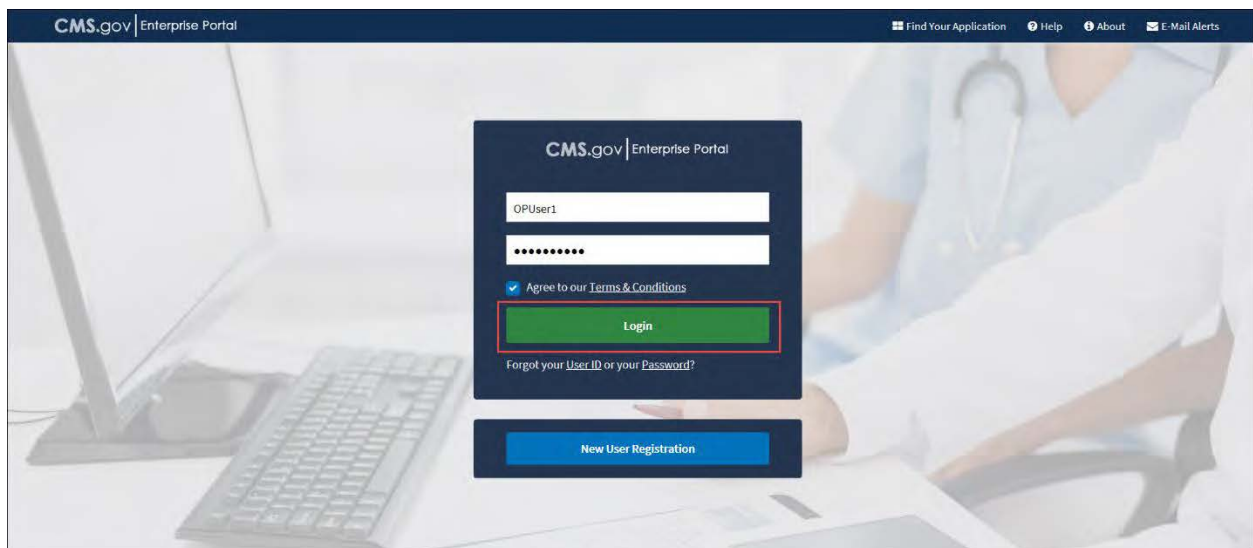 CMS.gov Enterprise Portal
Find Your Application Help About E-Mail Alerts
CMS.gov Enterprise Portal
OPUser1
••••••••••
Agree to our Terms & Conditions
Login
Forgot your User ID or your Password?
New User Registration